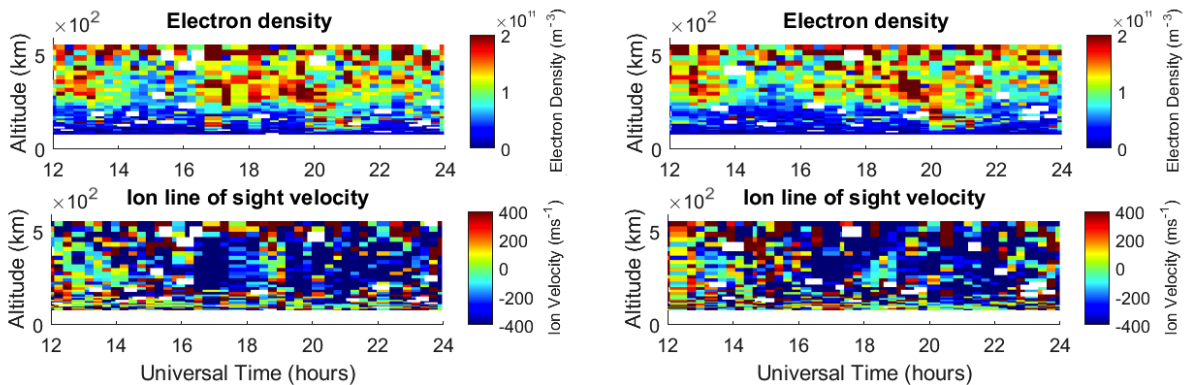 Electron density
×10²
5
0
Altitude (km)
12 14 16 18 20 22 24
×10¹¹
2
1
0
Electron Density (m⁻³)
Ion line of sight velocity
×10²
5
0
Altitude (km)
12 14 16 18 20 22 24
Universal Time (hours)
400
200
0
-200
-400
Ion Velocity (ms⁻¹)
Electron density
×10²
5
0
Altitude (km)
12 14 16 18 20 22 24
×10¹¹
2
1
0
Electron Density (m⁻³)
Ion line of sight velocity
×10²
5
0
Altitude (km)
12 14 16 18 20 22 24
Universal Time (hours)
400
200
0
-200
-400
Ion Velocity (ms⁻¹)